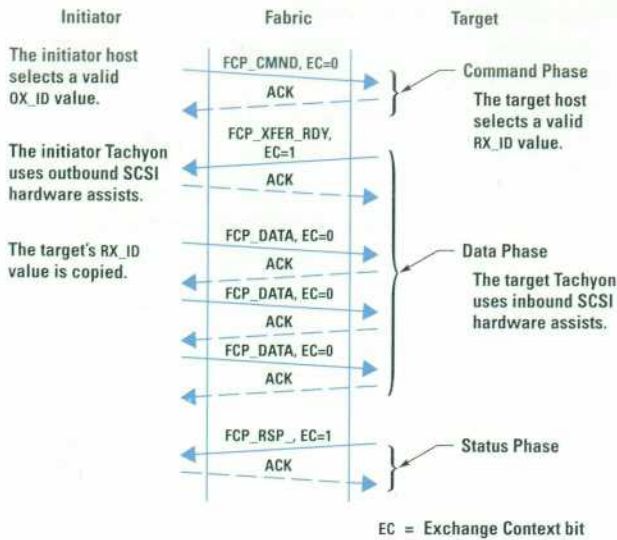 Initiator
Fabric
Target
The initiator host
selects a valid
OX_ID value.
FCP_CMND, EC=0
ACK
Command Phase
The target host
selects a valid
RX_ID value.
FCP_XFER_RDY,
EC=1
ACK
The initiator Tachyon
uses outbound SCSI
hardware assists.
The target's RX_ID
value is copied.
FCP_DATA, EC=0
ACK
FCP_DATA, EC=0
ACK
FCP_DATA, EC=0
ACK
Data Phase
The target Tachyon
uses inbound SCSI
hardware assists.
FCP_RSP_, EC=1
ACK
Status Phase
EC = Exchange Context bit